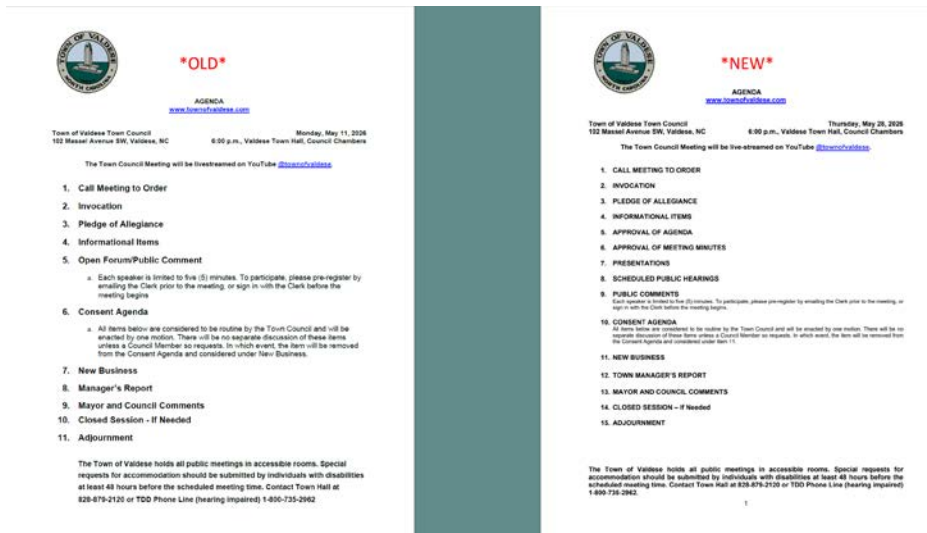 TOWN OF VALDESE
NORTH CAROLINA
*OLD*
AGENDA
www.townofvaldese.com
Town of Valdese Town Council Monday, May 11, 2026
102 Massel Avenue SW, Valdese, NC 6:00 p.m., Valdese Town Hall, Council Chambers
The Town Council Meeting will be livestreamed on YouTube @townofvaldese.
1. Call Meeting to Order
2. Invocation
3. Pledge of Allegiance
4. Informational Items
5. Open Forum/Public Comment
a. Each speaker is limited to five (5) minutes. To participate, please pre-register by
emailing the Clerk prior to the meeting, or sign in with the Clerk before the
meeting begins
6. Consent Agenda
a. All items below are considered to be routine by the Town Council and will be
enacted by one motion. There will be no separate discussion of these items
unless a Council Member so requests. In which event, the item will be removed
from the Consent Agenda and considered under New Business.
7. New Business
8. Manager's Report
9. Mayor and Council Comments
10. Closed Session - If Needed
11. Adjournment
The Town of Valdese holds all public meetings in accessible rooms. Special
requests for accommodation should be submitted by individuals with disabilities
at least 48 hours before the scheduled meeting time. Contact Town Hall at
828-879-2120 or TDD Phone Line (hearing impaired) 1-800-735-2962
TOWN OF VALDESE
NORTH CAROLINA
*NEW*
AGENDA
www.townofvaldese.com
Town of Valdese Town Council Thursday, May 28, 2026
102 Massel Avenue SW, Valdese, NC 6:00 p.m., Valdese Town Hall, Council Chambers
The Town Council Meeting will be live-streamed on YouTube @townofvaldese.
1. CALL MEETING TO ORDER
2. INVOCATION
3. PLEDGE OF ALLEGIANCE
4. INFORMATIONAL ITEMS
5. APPROVAL OF AGENDA
6. APPROVAL OF MEETING MINUTES
7. PRESENTATIONS
8. SCHEDULED PUBLIC HEARINGS
9. PUBLIC COMMENTS
Each speaker is limited to five (5) minutes. To participate, please pre-register by emailing the Clerk prior to the meeting, or
sign in with the Clerk before the meeting begins.
10. CONSENT AGENDA
All items below are considered to be routine by the Town Council and will be enacted by one motion. There will be no
separate discussion of these items unless a Council Member so requests. In which event, the item will be removed from
the Consent Agenda and considered under Item 11.
11. NEW BUSINESS
12. TOWN MANAGER'S REPORT
13. MAYOR AND COUNCIL COMMENTS
14. CLOSED SESSION – If Needed
15. ADJOURNMENT
The Town of Valdese holds all public meetings in accessible rooms. Special requests for
accommodation should be submitted by individuals with disabilities at least 48 hours before the
scheduled meeting time. Contact Town Hall at 828-879-2120 or TDD Phone Line (hearing impaired)
1-800-735-2962.
1